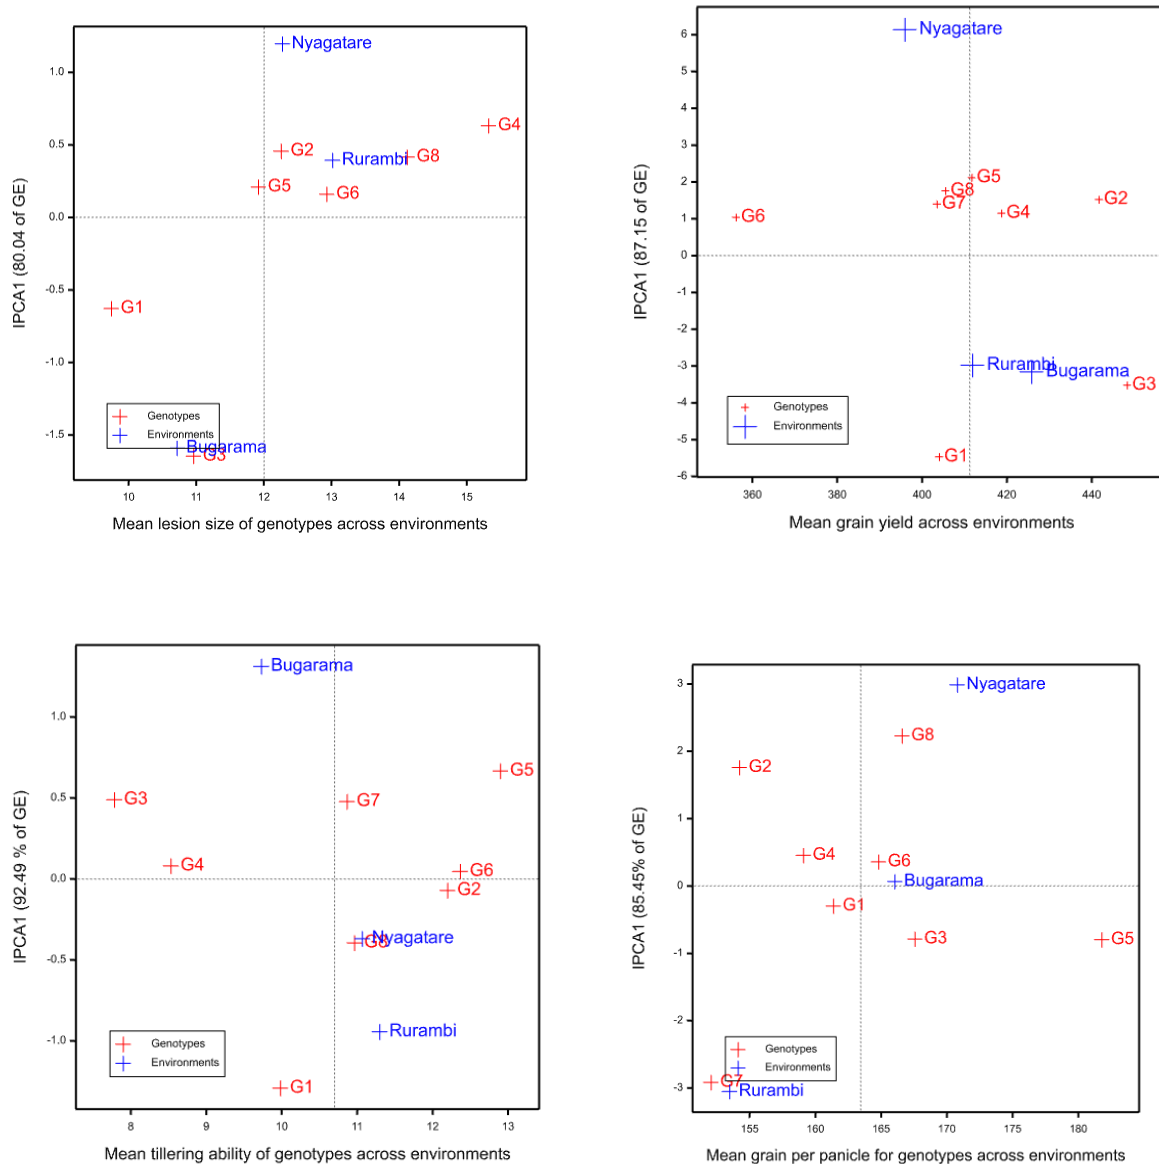 Nyagatare
1.0
G4
0.5
G2
Rurambi
G8
G5
G6
0.0
IPCA1 (80.04 of GE)
-0.5
G1
-1.0
Genotypes
-1.5
Environments
Bugarama
G3
10 11 12 13 14 15
Mean lesion size of genotypes across environments
6
Nyagatare
5
4
3
2
G5
G8
G7
G2
G4
G6
1
0
IPCA1 (87.15 of GE)
-1
-2
-3
Rurambi
Bugarama
G3
-4
Genotypes
Environments
-5
G1
-6
360 380 400 420 440
Mean grain yield across environments
Bugarama
1.0
G5
0.5
G3
G7
G4
G6
0.0
G2
IPCA1 (92.49 % of GE)
Nyagatare
-0.5
Rurambi
-1.0
Genotypes
Environments
G1
8 9 10 11 12 13
Mean tillering ability of genotypes across environments
3
Nyagatare
G8
2
G2
1
G4
G6
Bugarama
0
G1
IPCA1 (85.45% of GE)
G3
G5
-1
-2
Genotypes
Environments
-3
G7
Rurambi
155 160 165 170 175 180
Mean grain per panicle for genotypes across environments